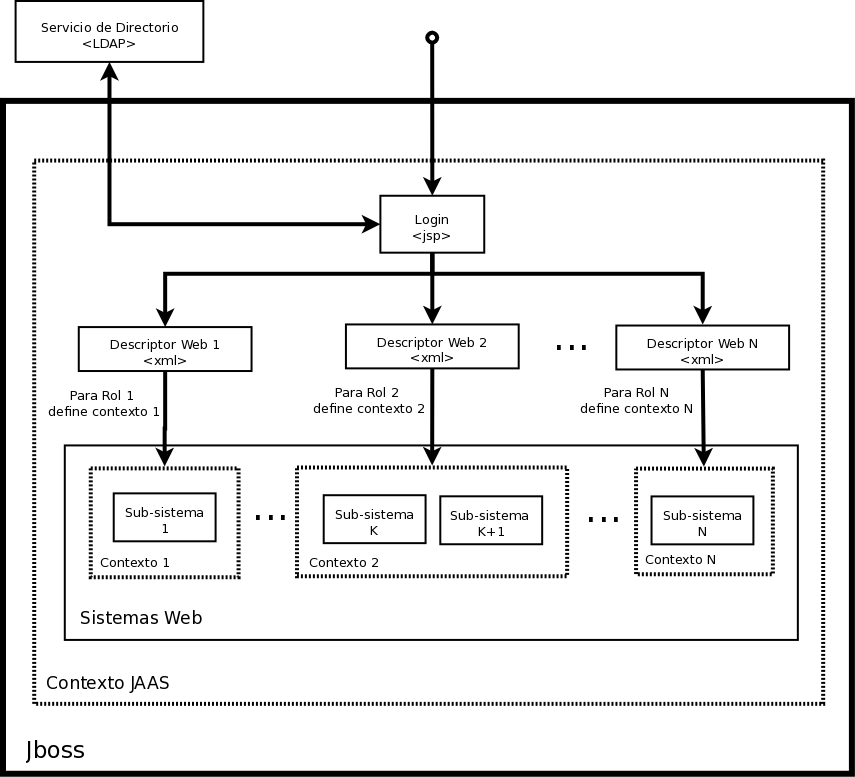 Servicio de Directorio
<LDAP>
Login
<jsp>
Descriptor Web 1
<xml>
Descriptor Web 2
<xml>
...
Descriptor Web N
<xml>
Para Rol 1
define contexto 1
Para Rol 2
define contexto 2
Para Rol N
define contexto N
Sub-sistema
1
Contexto 1
...
Sub-sistema
K
Sub-sistema
K+1
Contexto 2
...
Sub-sistema
N
Contexto N
Sistemas Web
Contexto JAAS
Jboss